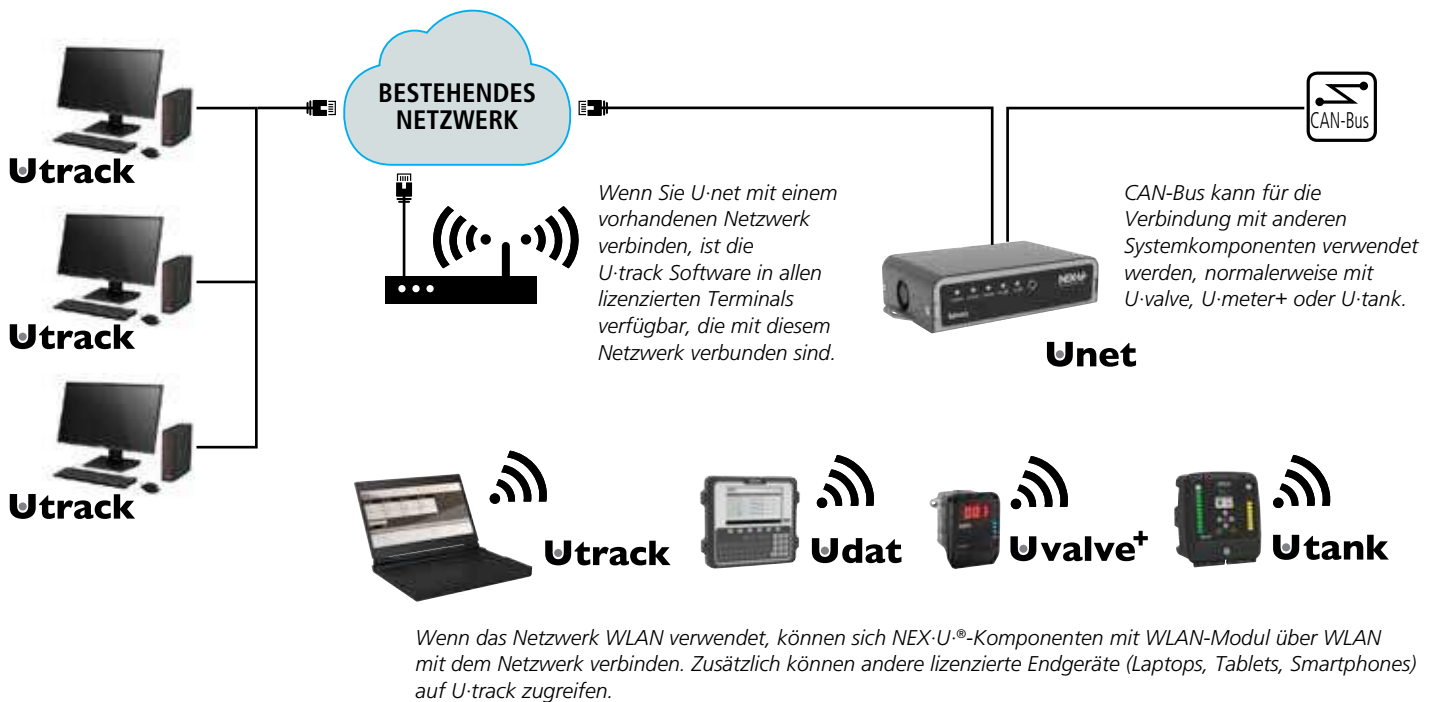 BESTEHENDES
NETZWERK
CAN-Bus
Utrack
Utrack
Utrack
Wenn Sie U·net mit einem
vorhandenen Netzwerk
verbinden, ist die
U·track Software in allen
lizenzierten Terminals
verfügbar, die mit diesem
Netzwerk verbunden sind.
NEX·U·
Unet
CAN-Bus kann für die
Verbindung mit anderen
Systemkomponenten verwendet
werden, normalerweise mit
U·valve, U·meter+ oder U·tank.
Utrack
Udat
001
Uvalve+
Utank
Wenn das Netzwerk WLAN verwendet, können sich NEX·U·®-Komponenten mit WLAN-Modul über WLAN
mit dem Netzwerk verbinden. Zusätzlich können andere lizenzierte Endgeräte (Laptops, Tablets, Smartphones)
auf U·track zugreifen.